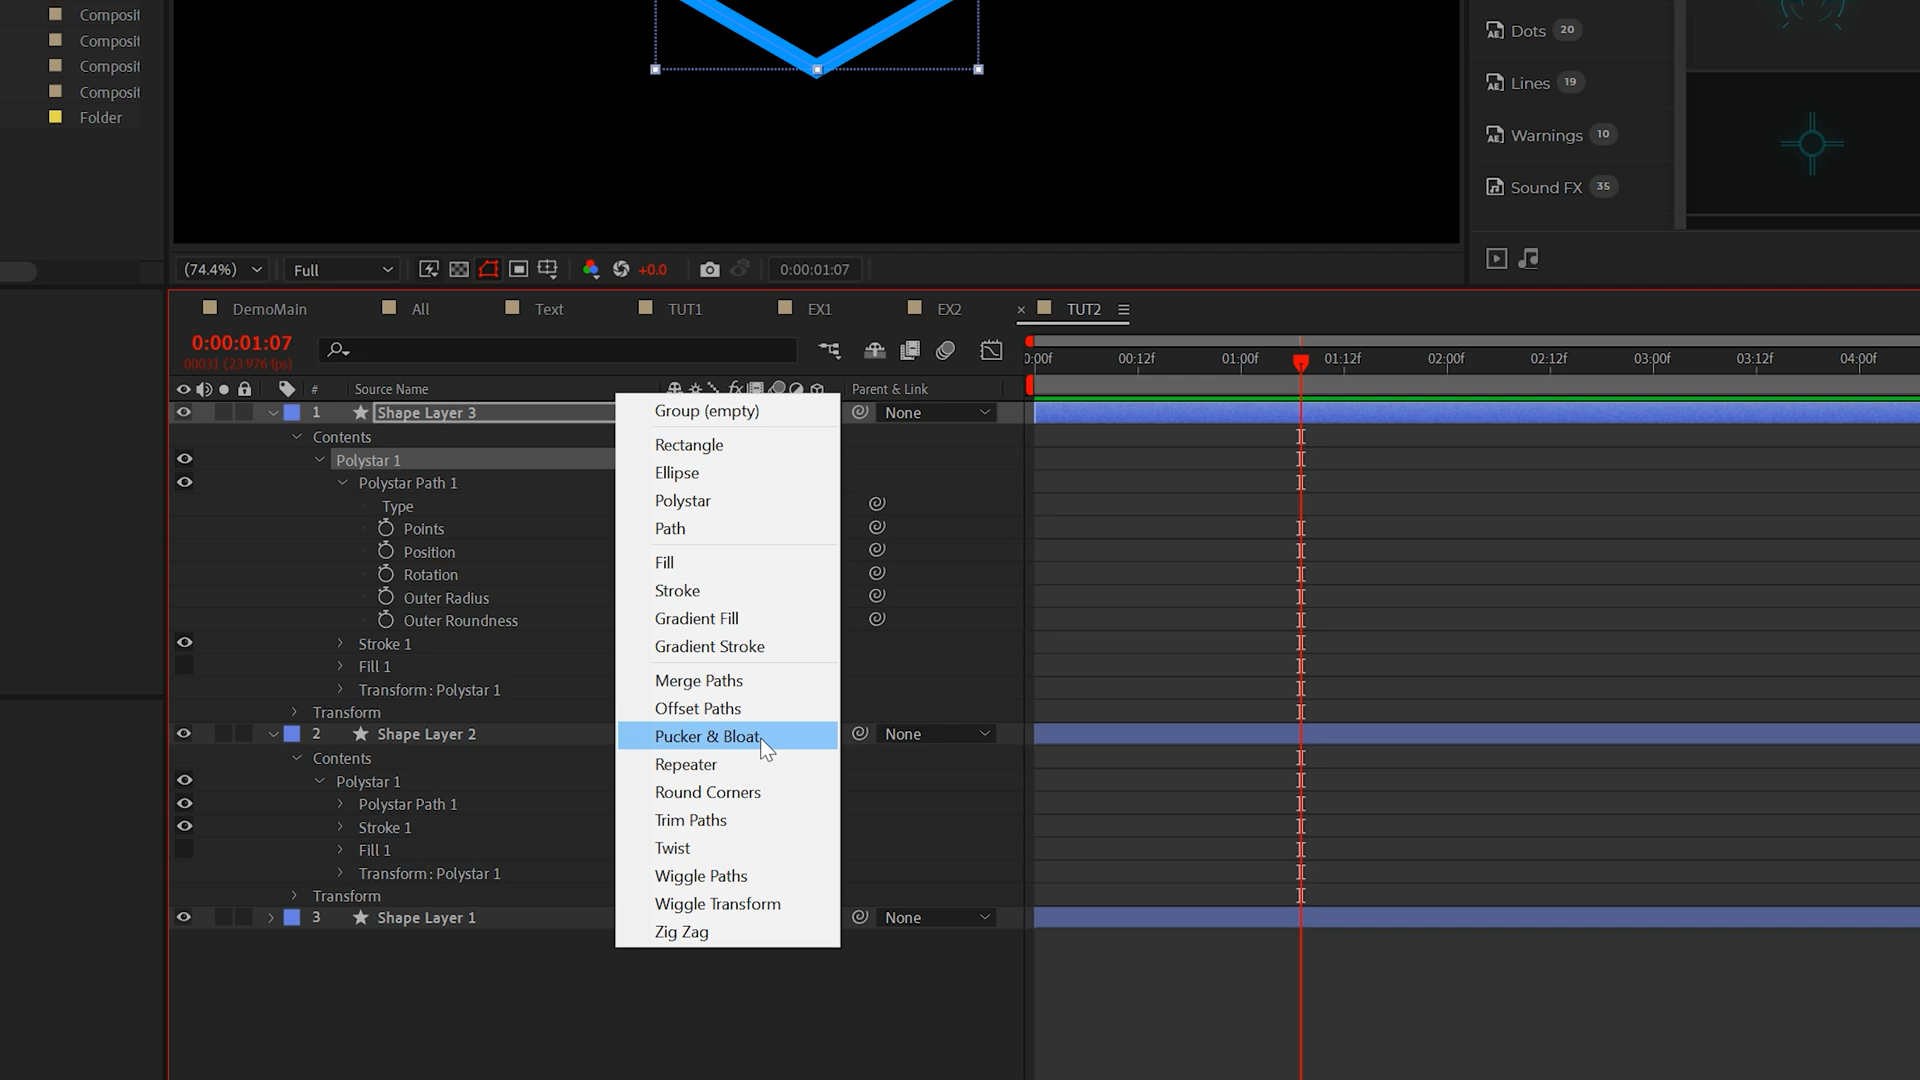 Composit
Composit
Composit
Composit
Folder
Dots 20
Lines 19
Warnings 10
Sound FX 35
(74.4%) Full +0.0 0:00:01:07
DemoMain All Text TUT1 EX1 EX2 × TUT2
0:00:01:07
00031 (23.976 fps)
0:00f 00:12f 01:00f 01:12f 02:00f 02:12f 03:00f 03:12f 04:00f
# Source Name fx Parent & Link
1 Shape Layer 3 None
Contents
Polystar 1
Polystar Path 1
Type
Points
Position
Rotation
Outer Radius
Outer Roundness
Stroke 1
Fill 1
Transform: Polystar 1
Transform
2 Shape Layer 2 None
Contents
Polystar 1
Polystar Path 1
Stroke 1
Fill 1
Transform: Polystar 1
Transform
3 Shape Layer 1 None
Group (empty)
Rectangle
Ellipse
Polystar
Path
Fill
Stroke
Gradient Fill
Gradient Stroke
Merge Paths
Offset Paths
Pucker & Bloat
Repeater
Round Corners
Trim Paths
Twist
Wiggle Paths
Wiggle Transform
Zig Zag